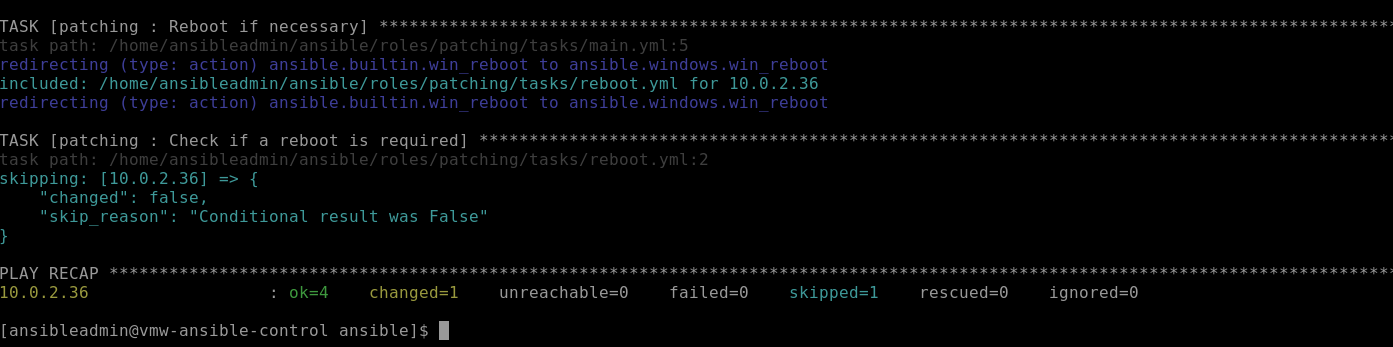 TASK [patching : Reboot if necessary] ******************************************************************************************************
task path: /home/ansibleadmin/ansible/roles/patching/tasks/main.yml:5
redirecting (type: action) ansible.builtin.win_reboot to ansible.windows.win_reboot
included: /home/ansibleadmin/ansible/roles/patching/tasks/reboot.yml for 10.0.2.36
redirecting (type: action) ansible.builtin.win_reboot to ansible.windows.win_reboot
TASK [patching : Check if a reboot is required] ********************************************************************************************
task path: /home/ansibleadmin/ansible/roles/patching/tasks/reboot.yml:2
skipping: [10.0.2.36] => {
    "changed": false,
    "skip_reason": "Conditional result was False"
}
PLAY RECAP *********************************************************************************************************************************
10.0.2.36                  : ok=4    changed=1    unreachable=0    failed=0    skipped=1    rescued=0    ignored=0
[ansibleadmin@vmw-ansible-control ansible]$